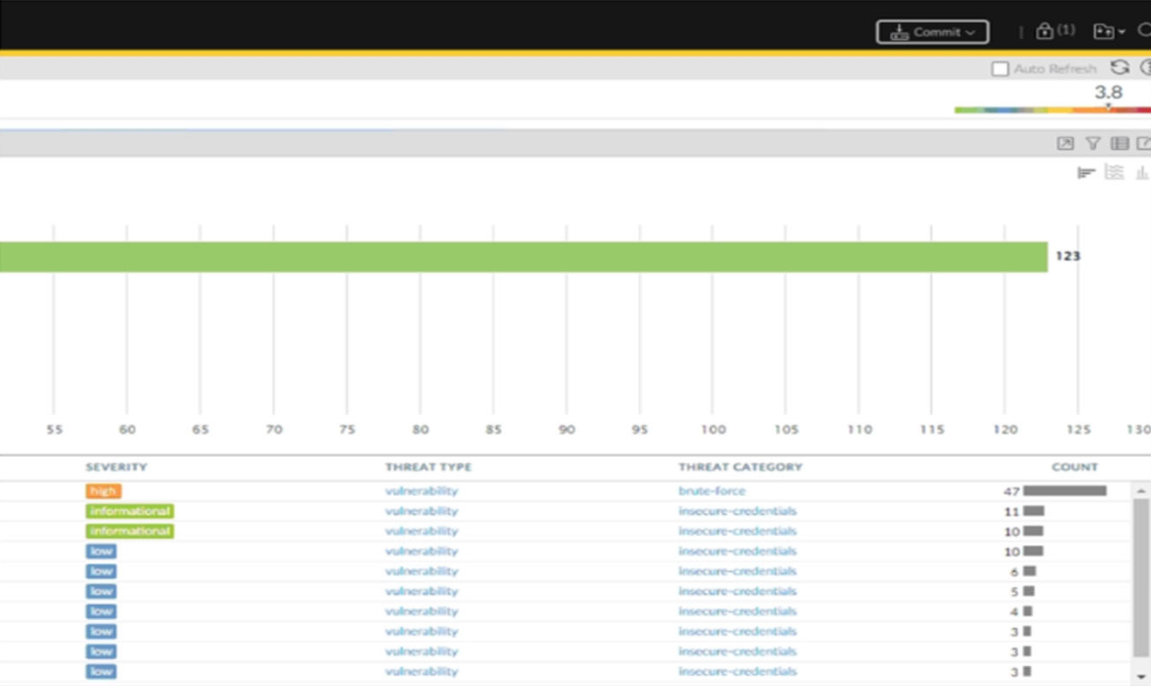 Commit (1)
Auto Refresh
3.8
123
55 60 65 70 75 80 85 90 95 100 105 110 115 120 125 130
SEVERITY THREAT TYPE THREAT CATEGORY COUNT
high vulnerability brute-force 47
informational vulnerability insecure-credentials 11
informational vulnerability insecure-credentials 10
low vulnerability insecure-credentials 10
low vulnerability insecure-credentials 6
low vulnerability insecure-credentials 5
low vulnerability insecure-credentials 4
low vulnerability insecure-credentials 3
low vulnerability insecure-credentials 3
low vulnerability insecure-credentials 3